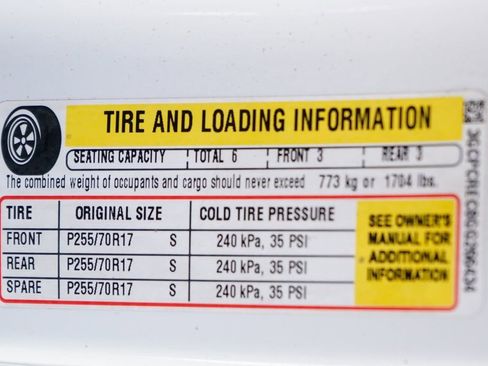 TIRE AND LOADING INFORMATION
SEATING CAPACITY TOTAL 6 FRONT 3 REAR 3
The combined weight of occupants and cargo should never exceed 773 kg or 1704 lbs.
TIRE ORIGINAL SIZE COLD TIRE PRESSURE
FRONT P255/70R17 S 240 kPa, 35 PSI
REAR P255/70R17 S 240 kPa, 35 PSI
SPARE P255/70R17 S 240 kPa, 35 PSI
SEE OWNER'S
MANUAL FOR
ADDITIONAL
INFORMATION